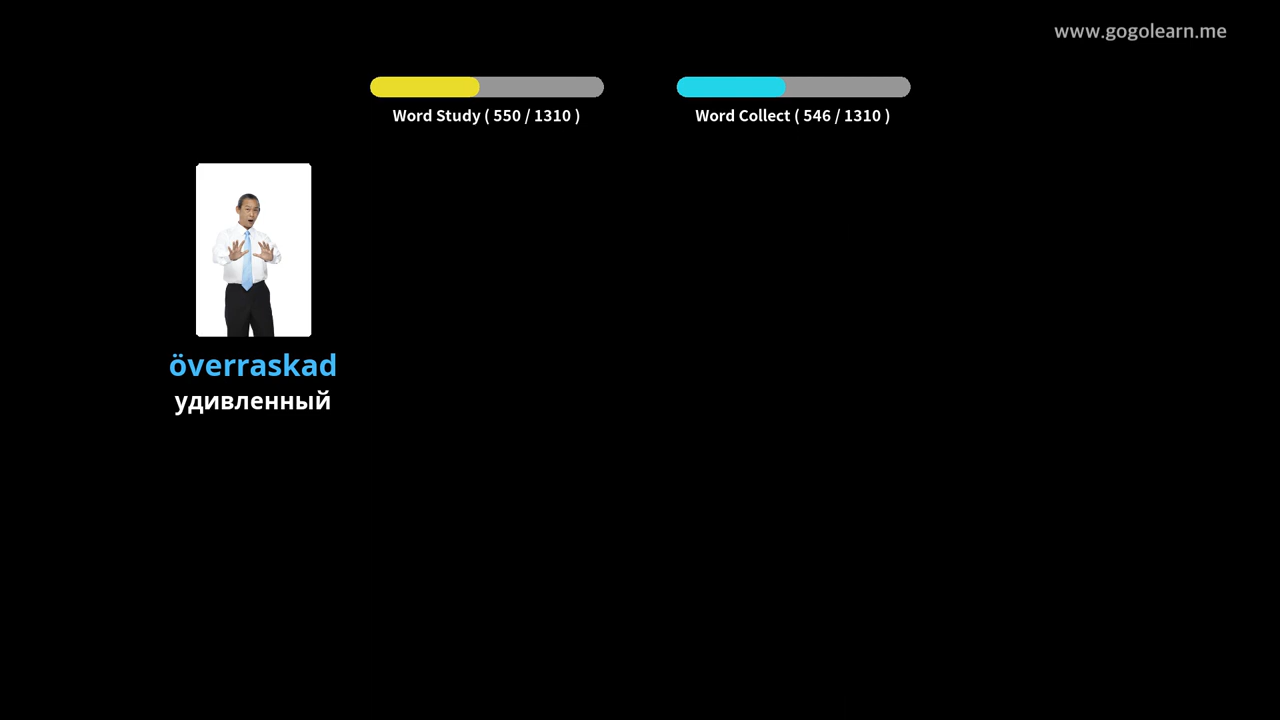 www.gogolearn.me
Word Study ( 550 / 1310 )
Word Collect ( 546 / 1310 )
överraskad
удивленный